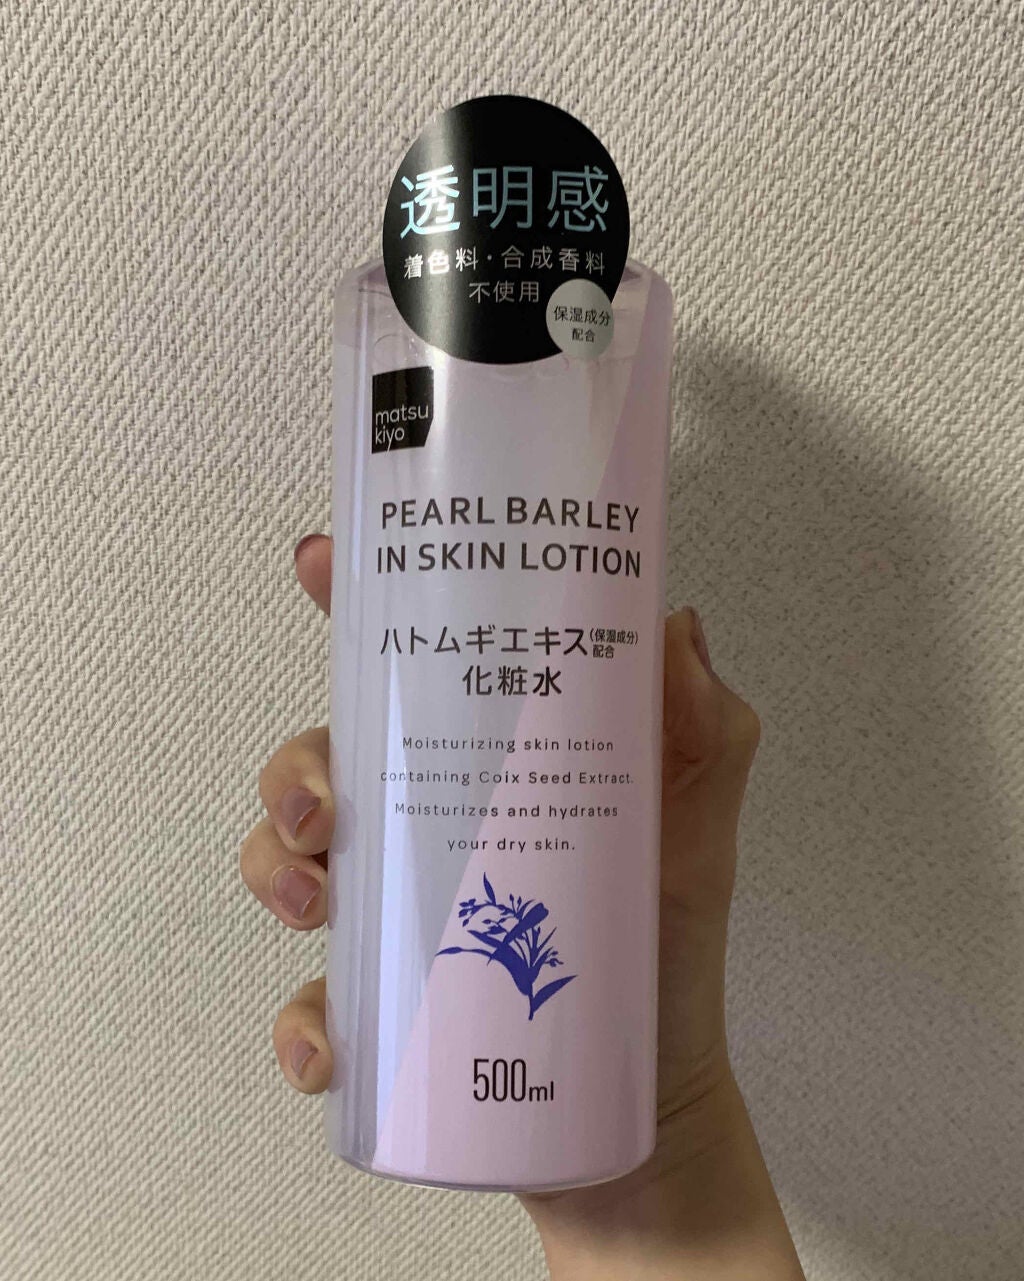 透明感
着色料・合成香料
不使用
保湿成分
配合
matsu
kiyo
PEARL BARLEY
IN SKIN LOTION
ハトムギエキス(保湿成分)配合
化粧水
Moisturizing skin lotion
containing Coix Seed Extract.
Moisturizes and hydrates
your dry skin.
500ml